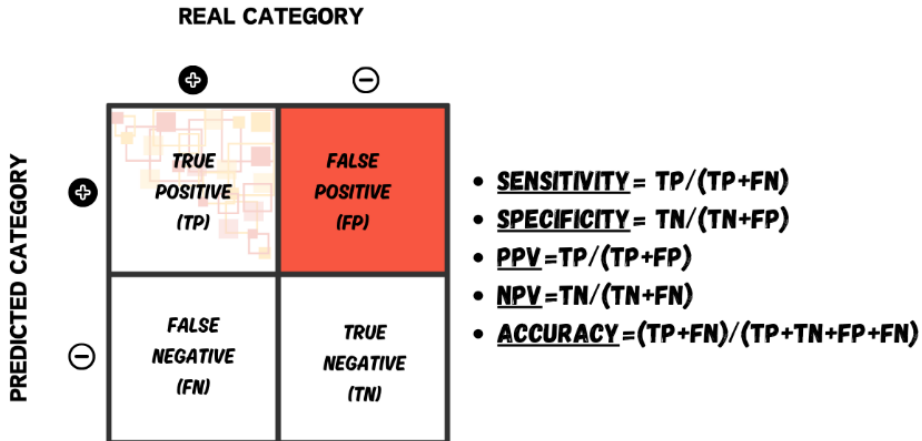 REAL CATEGORY
PREDICTED CATEGORY
TRUE
POSITIVE
(TP)
FALSE
POSITIVE
(FP)
FALSE
NEGATIVE
(FN)
TRUE
NEGATIVE
(TN)
• SENSITIVITY= TP/(TP+FN)
• SPECIFICITY= TN/(TN+FP)
• PPV=TP/(TP+FP)
• NPV=TN/(TN+FN)
• ACCURACY=(TP+FN)/(TP+TN+FP+FN)